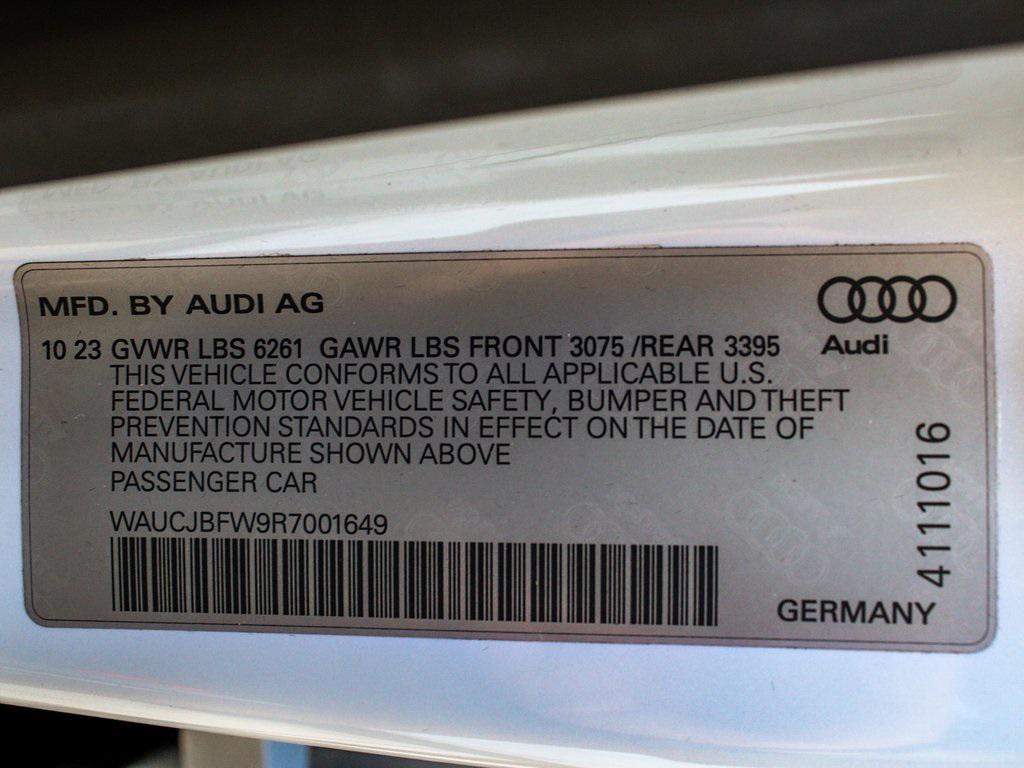 MFD. BY AUDI AG
10 23 GVWR LBS 6261 GAWR LBS FRONT 3075 /REAR 3395
THIS VEHICLE CONFORMS TO ALL APPLICABLE U.S.
FEDERAL MOTOR VEHICLE SAFETY, BUMPER AND THEFT
PREVENTION STANDARDS IN EFFECT ON THE DATE OF
MANUFACTURE SHOWN ABOVE
PASSENGER CAR
WAUCJBFW9R7001649
Audi
4111016
GERMANY